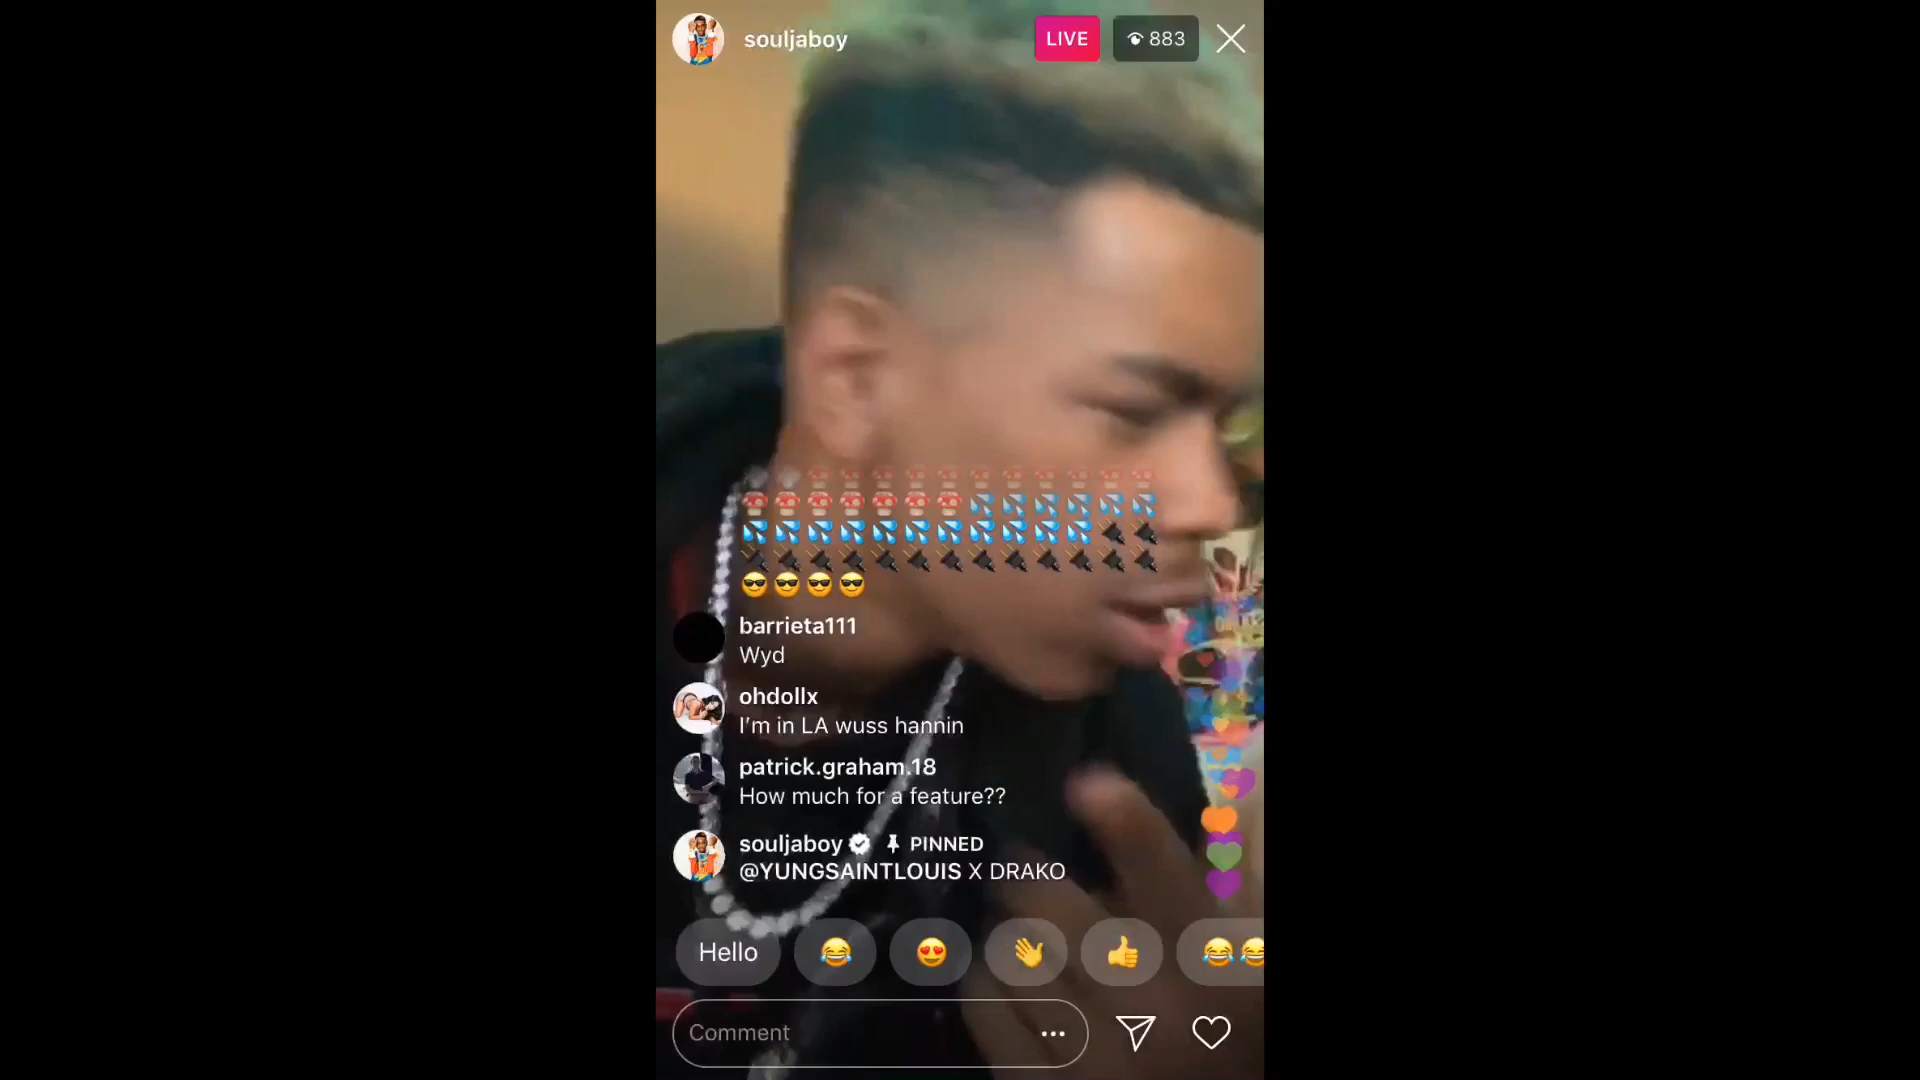 souljaboy
LIVE
883
🍄🍄🍄🍄🍄🍄🍄🍄🍄🍄🍄🍄🍄
🍄🍄🍄🍄🍄🍄🍄💦💦💦💦💦💦
💦💦💦💦💦💦💦💦💦💦💦🔌🔌
🔌🔌🔌🔌🔌🔌🔌🔌🔌🔌🔌🔌🔌
😎😎😎😎
barrieta111
Wyd
ohdollx
I'm in LA wuss hannin
patrick.graham.18
How much for a feature??
souljaboy PINNED
@YUNGSAINTLOUIS X DRAKO
Hello 😂 😍 👋 👍 😂😂
Comment